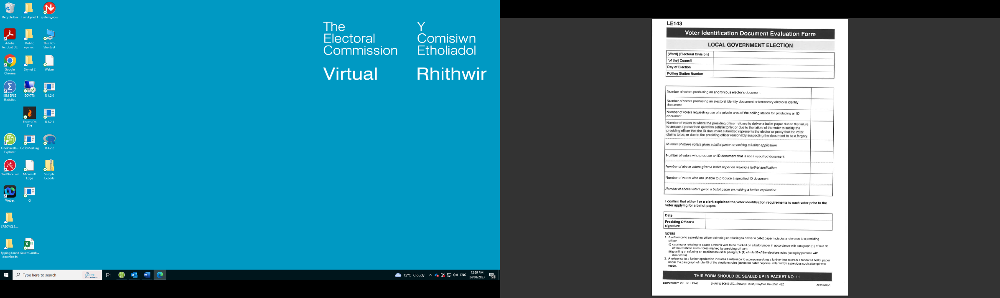 Recycle Bin
For Skynet 1
system_up...
Adobe
Acrobat DC
Public
opinio...
This PC -
Shortcut
Google
Chrome
Skynet 2
Webex
IBM SPSS
Statistics
ECV778
R 4.2.0
Forms On
Fire
R 4.2.1
OnePlaceD...
Explorer
GoToMeeting
R 4.2.2
OnePlaceLive
Microsoft
Edge
Sample
Exports
Webex
Q
$RECYCLE....
Epping forest
downloads
SouthCamb...
The
Electoral
Commission
Virtual
Y
Comisiwn
Etholiadol
Rhithwir
Type here to search
The
Electoral
Commission
12°C Cloudy
ENG
12:29 PM
24/03/2023
21
LE143
Voter Identification Document Evaluation Form
LOCAL GOVERNMENT ELECTION
[Ward] [Electoral Division]
[of the] Council
Day of Election
Polling Station Number
Number of voters producing an anonymous elector's document
Number of voters producing an electoral identity document or temporary electoral identity
document
Number of voters requesting use of a private area of the polling station for producing an ID
document
Number of voters to whom the presiding officer refuses to deliver a ballot paper due to the failure
to answer a prescribed question satisfactorily; or due to the failure of the voter to satisfy the
presiding officer that the ID document submitted represents the elector or proxy that the voter
claims to be; or due to the presiding officer reasonably suspecting the document to be a forgery
Number of above voters given a ballot paper on making a further application
Number of voters who produce an ID document that is not a specified document
Number of above voters given a ballot paper on making a further application
Number of voters who are unable to produce a specified ID document
Number of above voters given a ballot paper on making a further application
I confirm that either I or a clerk explained the voter identification requirements to each voter prior to the
voter applying for a ballot paper.
Date
Presiding Officer's
signature
NOTES
1. A reference to a presiding officer delivering or refusing to deliver a ballot paper includes a reference to a presiding
officer—
(i) causing or refusing to cause a voter's vote to be marked on a ballot paper in accordance with paragraph (1) of rule 38
of the elections rules (votes marked by presiding officer);
(ii) granting or refusing an application under paragraph (1) of rule 39 of the elections rules (voting by persons with
disabilities).
2. A reference to a further application includes a reference to a person seeking a further time to mark a tendered ballot paper
under the paragraph of rule 40 of the elections rules (tendered ballot papers) under which a previous such attempt was
made.
THIS FORM SHOULD BE SEALED UP IN PACKET NO. 11
COPYRIGHT Cat. No. LE143 SHAW & SONS LTD., Shaway House, Crayford, Kent DA1 4BZ X211222(01)